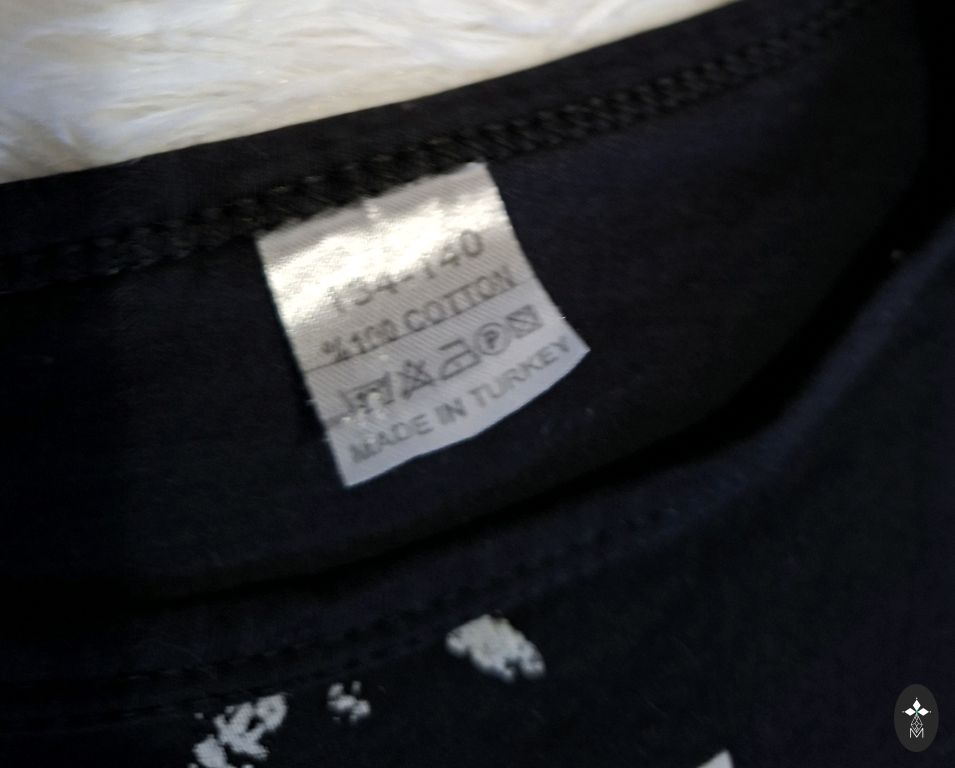 134-140
%100 COTTON
P
MADE IN TURKEY
M